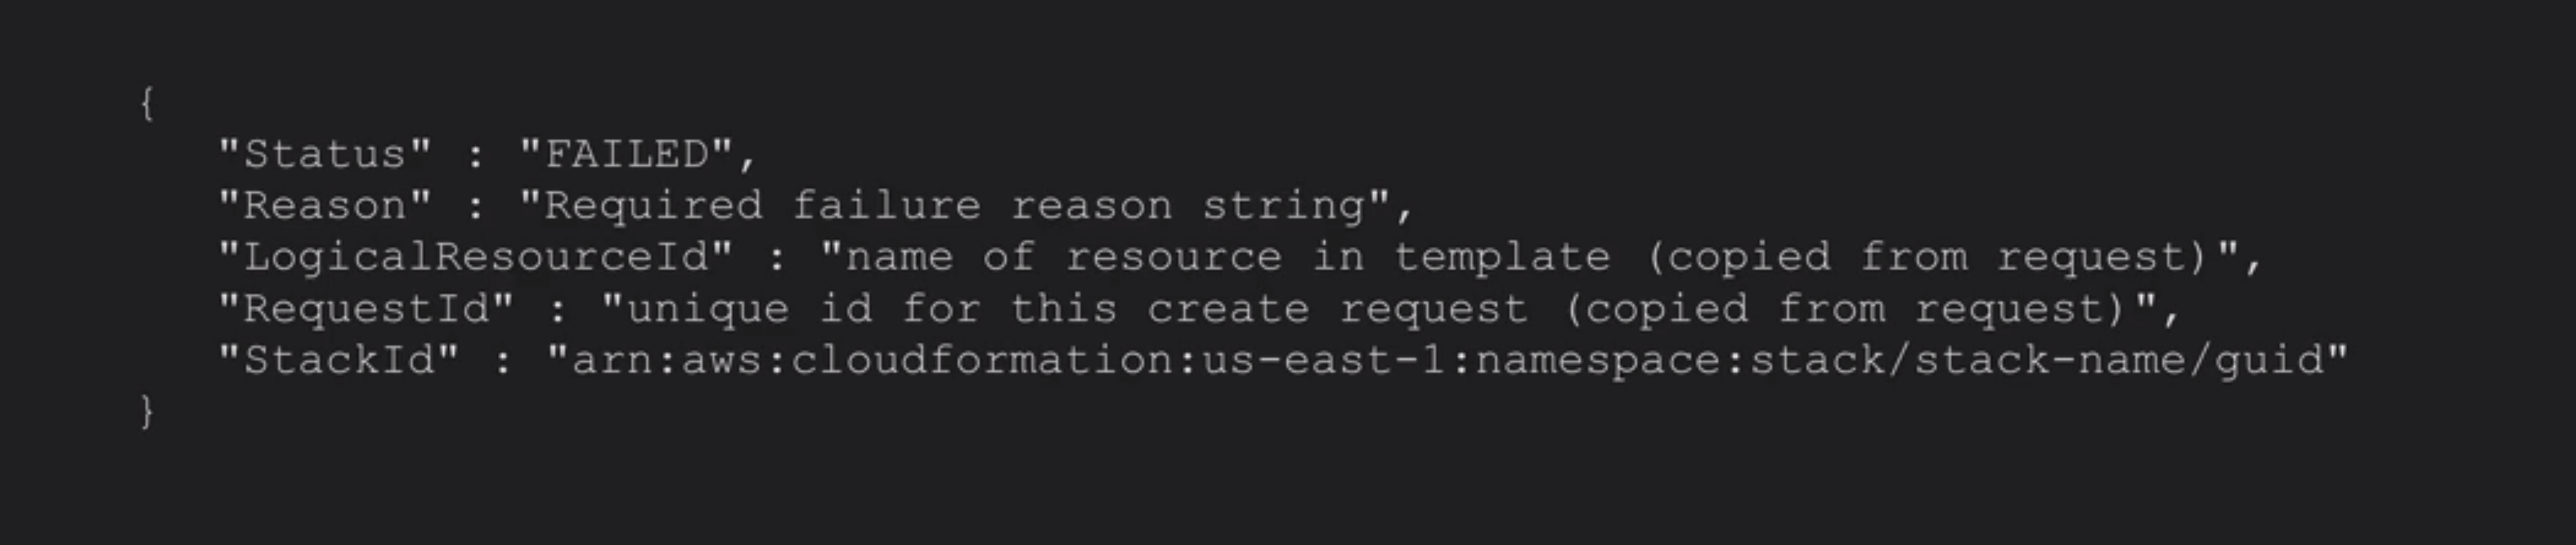 {
"Status" : "FAILED",
"Reason" : "Required failure reason string",
"LogicalResourceId" : "name of resource in template (copied from request)",
"RequestId" : "unique id for this create request (copied from request)",
"StackId" : "arn:aws:cloudformation:us-east-1:namespace:stack/stack-name/guid"
}